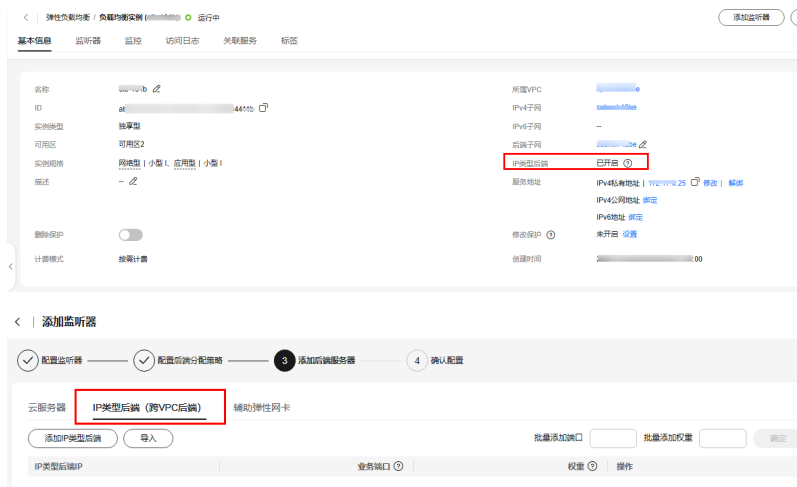 弹性负载均衡 / 负载均衡实例 ( 运行中 添加监听器
基本信息 监听器 监控 访问日志 关联服务 标签
名称 所属VPC
ID IPv4子网
实例类型 独享型 IPv6子网 –
可用区 可用区2 后端子网
实例规格 网络型 | 小型 I、应用型 | 小型 I IP类型后端 已开启
描述 – 服务地址 IPv4私有地址 | .25 修改 | 解绑
IPv4公网地址 绑定
IPv6地址 绑定
删除保护 修改保护 未开启 设置
计费模式 按需计费 创建时间 :00
添加监听器
配置监听器 配置后端分配策略 3 添加后端服务器 4 确认配置
云服务器 IP类型后端（跨VPC后端） 辅助弹性网卡
添加IP类型后端 导入 批量添加端口 批量添加权重 确定
IP类型后端IP 业务端口 权重 操作